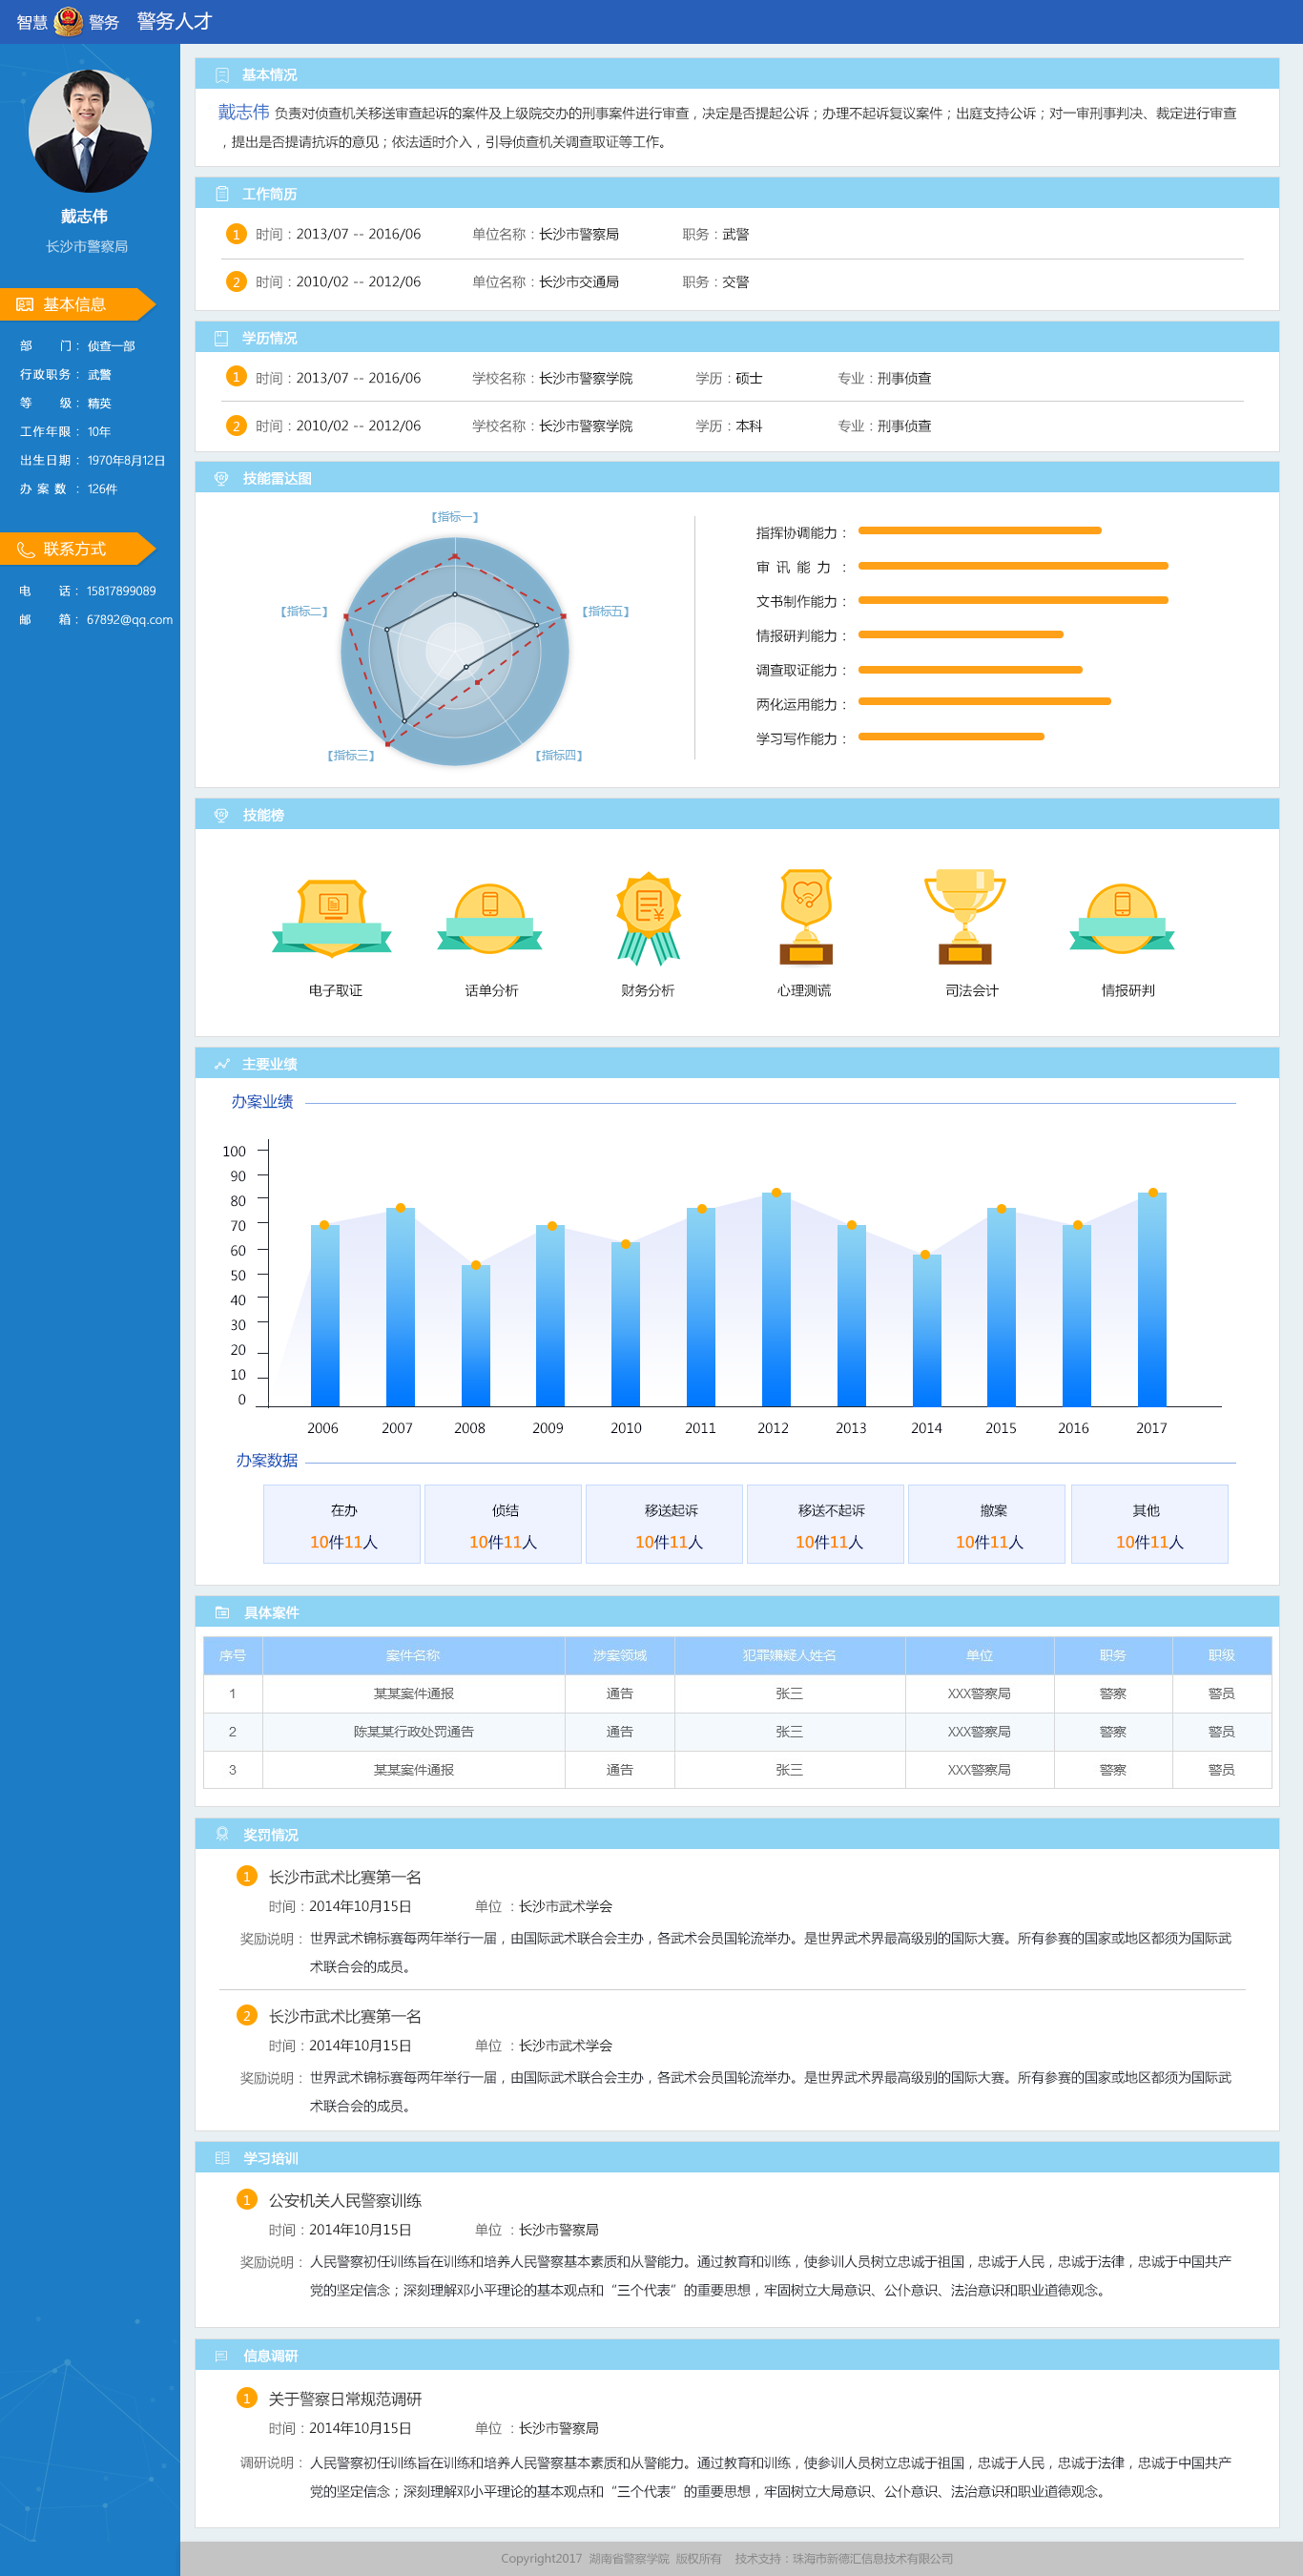 智慧 警务 警务人才
戴志伟
长沙市警察局
基本信息
部 门： 侦查一部
行政职务： 武警
等 级： 精英
工作年限： 10年
出生日期： 1970年8月12日
办 案 数 ： 126件
联系方式
电 话： 15817899089
邮 箱： 67892@qq.com
基本情况
戴志伟 负责对侦查机关移送审查起诉的案件及上级院交办的刑事案件进行审查，决定是否提起公诉；办理不起诉复议案件；出庭支持公诉；对一审刑事判决、裁定进行审查
，提出是否提请抗诉的意见；依法适时介入，引导侦查机关调查取证等工作。
工作简历
1 时间：2013/07 -- 2016/06 单位名称：长沙市警察局 职务：武警
2 时间：2010/02 -- 2012/06 单位名称：长沙市交通局 职务：交警
学历情况
1 时间：2013/07 -- 2016/06 学校名称：长沙市警察学院 学历：硕士 专业：刑事侦查
2 时间：2010/02 -- 2012/06 学校名称：长沙市警察学院 学历：本科 专业：刑事侦查
技能雷达图
【指标一】
【指标二】
【指标五】
【指标三】
【指标四】
指挥协调能力：
审 讯 能 力 ：
文书制作能力：
情报研判能力：
调查取证能力：
两化运用能力：
学习写作能力：
技能榜
电子取证 话单分析 财务分析 心理测谎 司法会计 情报研判
主要业绩
办案业绩
100
90
80
70
60
50
40
30
20
10
0
2006 2007 2008 2009 2010 2011 2012 2013 2014 2015 2016 2017
办案数据
在办 侦结 移送起诉 移送不起诉 撤案 其他
10件11人 10件11人 10件11人 10件11人 10件11人 10件11人
具体案件
序号 案件名称 涉案领域 犯罪嫌疑人姓名 单位 职务 职级
1 某某案件通报 通告 张三 XXX警察局 警察 警员
2 陈某某行政处罚通告 通告 张三 XXX警察局 警察 警员
3 某某案件通报 通告 张三 XXX警察局 警察 警员
奖罚情况
1 长沙市武术比赛第一名
时间：2014年10月15日 单位 ：长沙市武术学会
奖励说明： 世界武术锦标赛每两年举行一届，由国际武术联合会主办，各武术会员国轮流举办。是世界武术界最高级别的国际大赛。所有参赛的国家或地区都须为国际武
术联合会的成员。
2 长沙市武术比赛第一名
时间：2014年10月15日 单位 ：长沙市武术学会
奖励说明： 世界武术锦标赛每两年举行一届，由国际武术联合会主办，各武术会员国轮流举办。是世界武术界最高级别的国际大赛。所有参赛的国家或地区都须为国际武
术联合会的成员。
学习培训
1 公安机关人民警察训练
时间：2014年10月15日 单位 ：长沙市警察局
奖励说明： 人民警察初任训练旨在训练和培养人民警察基本素质和从警能力。通过教育和训练，使参训人员树立忠诚于祖国，忠诚于人民，忠诚于法律，忠诚于中国共产
党的坚定信念；深刻理解邓小平理论的基本观点和“三个代表”的重要思想，牢固树立大局意识、公仆意识、法治意识和职业道德观念。
信息调研
1 关于警察日常规范调研
时间：2014年10月15日 单位 ：长沙市警察局
调研说明： 人民警察初任训练旨在训练和培养人民警察基本素质和从警能力。通过教育和训练，使参训人员树立忠诚于祖国，忠诚于人民，忠诚于法律，忠诚于中国共产
党的坚定信念；深刻理解邓小平理论的基本观点和“三个代表”的重要思想，牢固树立大局意识、公仆意识、法治意识和职业道德观念。
Copyright2017 湖南省警察学院 版权所有 技术支持：珠海市新德汇信息技术有限公司